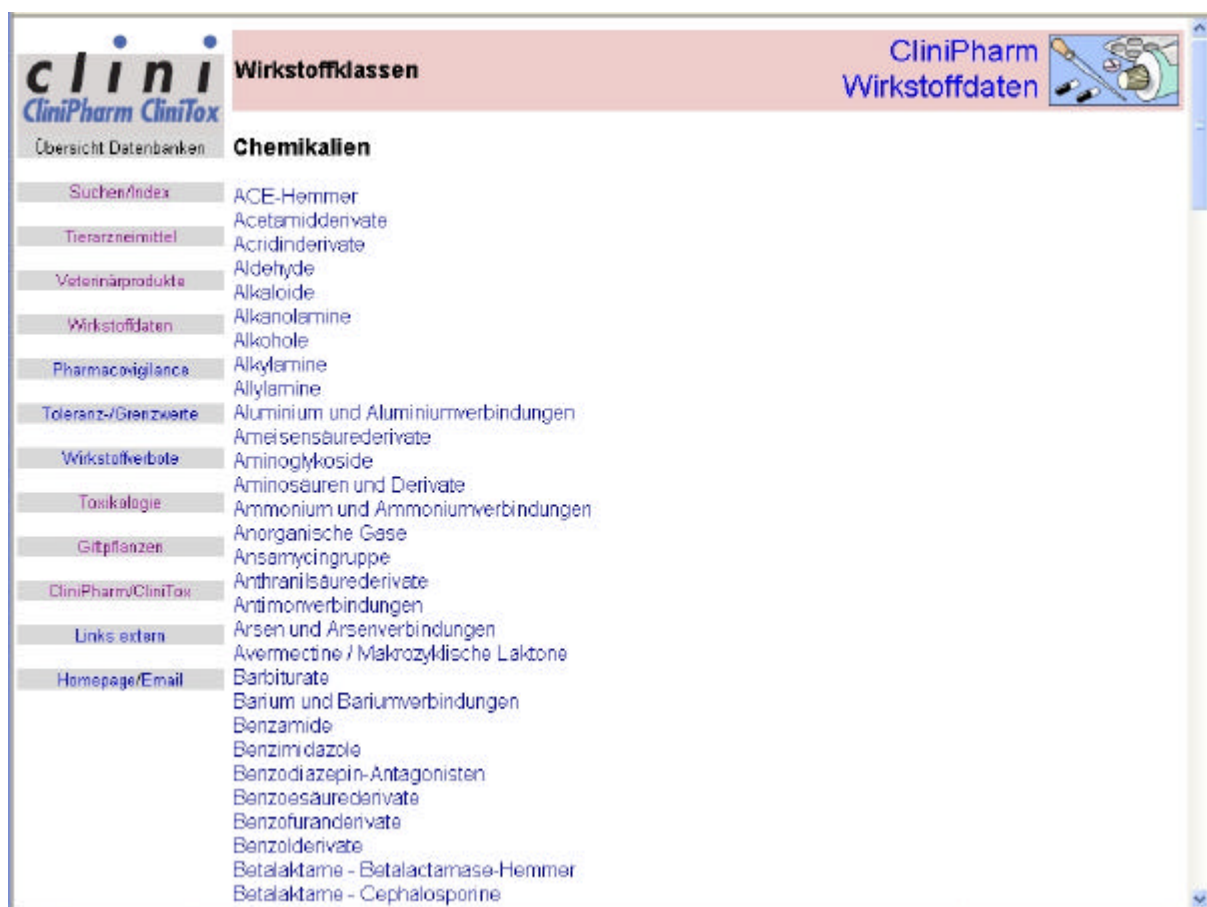 clini
CliniPharm CliniTox
Übersicht Datenbanken
Suchen/Index
Tierarzneimittel
Veterinärprodukte
Wirkstoffdaten
Pharmacovigilance
Toleranz-/Grenzwerte
Wirkstoffverbote
Toxikologie
Giftpflanzen
CliniPharm/CliniTox
Links extern
Homepage/Email
Wirkstoffklassen
CliniPharm
Wirkstoffdaten
Chemikalien
ACE-Hemmer
Acetamidderivate
Acridinderivate
Aldehyde
Alkaloide
Alkanolamine
Alkohole
Alkylamine
Allylamine
Aluminium und Aluminiumverbindungen
Ameisensäurederivate
Aminoglykoside
Aminosäuren und Derivate
Ammonium und Ammoniumverbindungen
Anorganische Gase
Ansamycingruppe
Anthranilsäurederivate
Antimonverbindungen
Arsen und Arsenverbindungen
Avermectine / Makrozyklische Laktone
Barbiturate
Barium und Bariumverbindungen
Benzamide
Benzimidazole
Benzodiazepin-Antagonisten
Benzoesäurederivate
Benzofuranderivate
Benzolderivate
Betalaktame - Betalactamase-Hemmer
Betalaktame - Cephalosporine